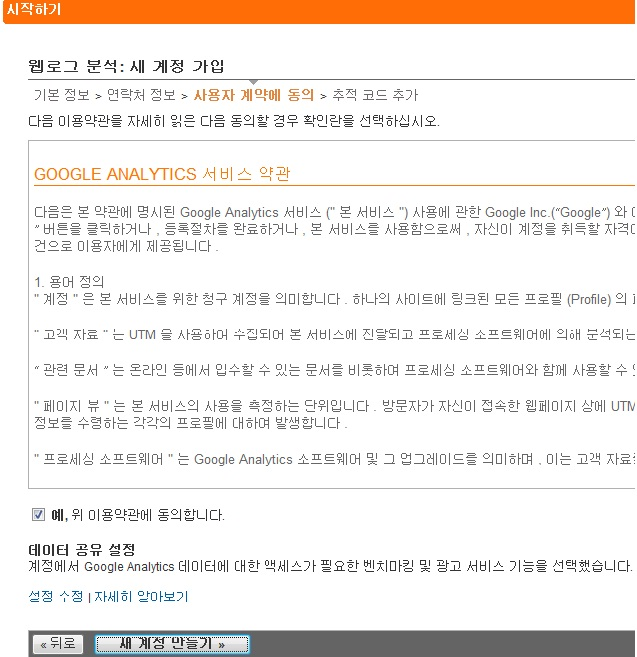 시작하기
웹로그 분석: 새 계정 가입
기본 정보 > 연락처 정보 > 사용자 계약에 동의 > 추적 코드 추가
다음 이용약관을 자세히 읽은 다음 동의할 경우 확인란을 선택하십시오.
GOOGLE ANALYTICS 서비스 약관
다음은 본 약관에 명시된 Google Analytics 서비스 (" 본 서비스 ") 사용에 관한 Google Inc.("Google") 와
" 버튼을 클릭하거나 , 등록절차를 완료하거나 , 본 서비스를 사용함으로써 , 자신이 계정을 취득할
건으로 이용자에게 제공됩니다 .
1. 용어 정의
" 계정 " 은 본 서비스를 위한 청구 계정을 의미합니다 . 하나의 사이트에 링크된 모든 프로필 (Profile) 의
" 고객 자료 " 는 UTM 을 사용하여 수집되어 본 서비스에 전달되고 프로세싱 소프트웨어에 의해
" 관련 문서 " 는 온라인 등에서 입수할 수 있는 문서를 비롯하여 프로세싱 소프트웨어와 함께 사용할 수
" 페이지 뷰 " 는 본 서비스의 사용을 측정하는 단위입니다 . 방문자가 자신이 접속한 웹페이지 상에 UTM
정보를 수령하는 각각의 프로필에 대하여 발생합니다 .
" 프로세싱 소프트웨어 " 는 Google Analytics 소프트웨어 및 그 업그레이드를 의미하며 , 이는 고객
예, 위 이용약관에 동의합니다.
데이터 공유 설정
계정에서 Google Analytics 데이터에 대한 액세스가 필요한 벤치마킹 및 광고 서비스 기능을 선택했습니다.
설정 수정 | 자세히 알아보기
« 뒤로 새 계정 만들기 »